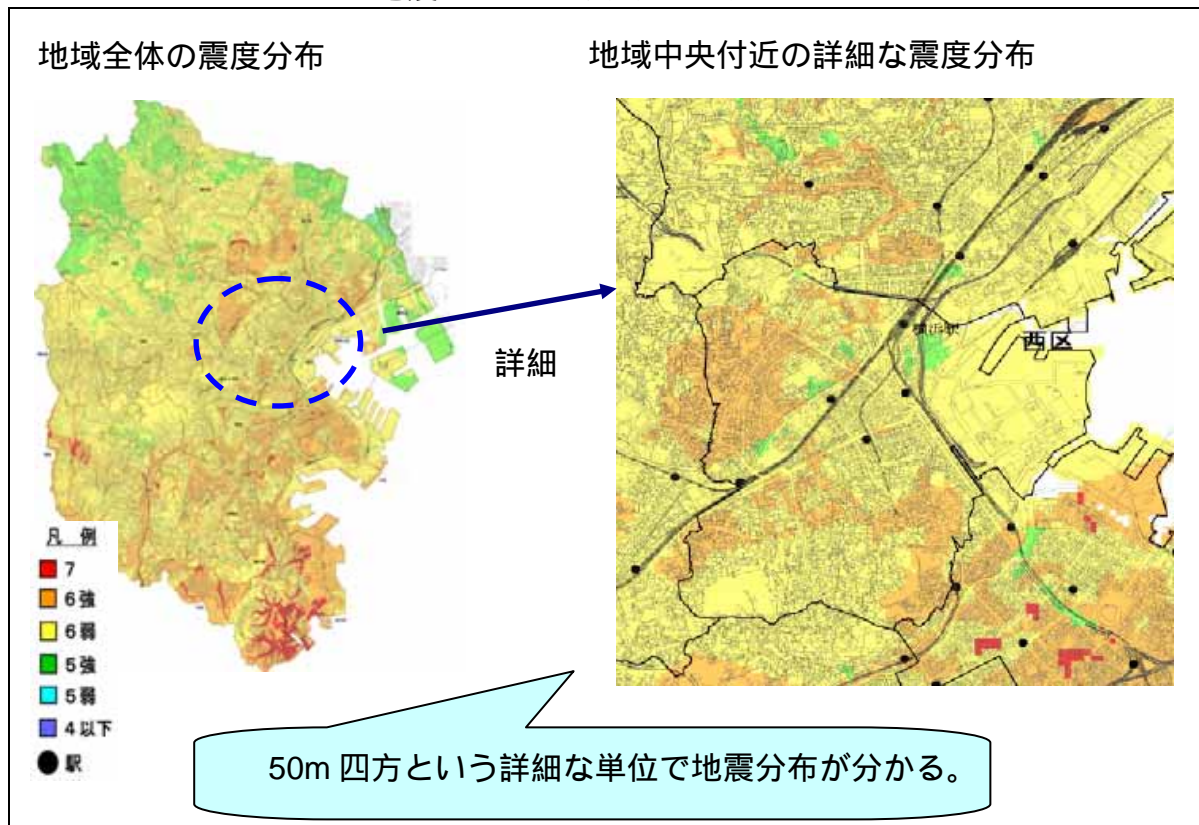 地域全体の震度分布
地域中央付近の詳細な震度分布
詳細
横浜駅
西区
凡 例
7
6強
6弱
5強
5弱
4以下
駅
50m 四方という詳細な単位で地震分布が分かる。